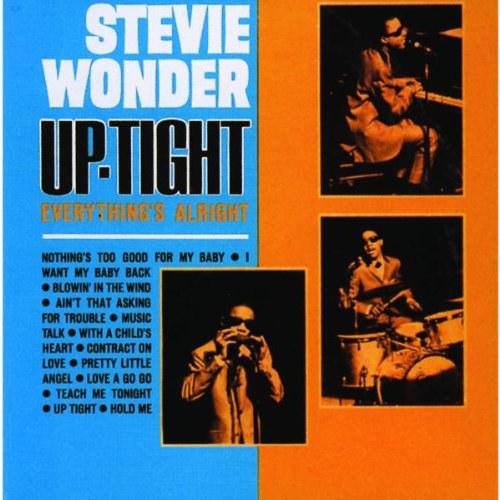 STEVIE
WONDER
UP-TIGHT
EVERYTHING'S ALRIGHT
NOTHING'S TOO GOOD FOR MY BABY ● I
WANT MY BABY BACK
● BLOWIN' IN THE WIND
● AIN'T THAT ASKING
FOR TROUBLE ● MUSIC
TALK ● WITH A CHILD'S
HEART ● CONTRACT ON
LOVE ● PRETTY LITTLE
ANGEL ● LOVE A GO GO
● TEACH ME TONIGHT
● UP TIGHT ● HOLD ME